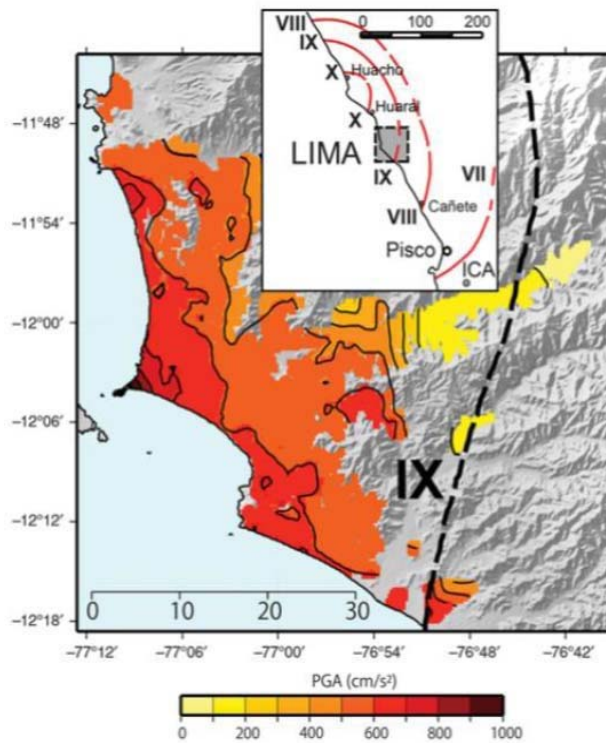 0 100 200
VIII
IX
X
Huacho
Huaral
X
LIMA
IX
VII
VIII
Cañete
Pisco
ICA
−11°48'
−11°54'
−12°00'
−12°06'
−12°12'
−12°18'
IX
0 10 20 30
−77°12' −77°06' −77°00' −76°54' −76°48' −76°42'
PGA (cm/s²)
0 200 400 600 800 1000